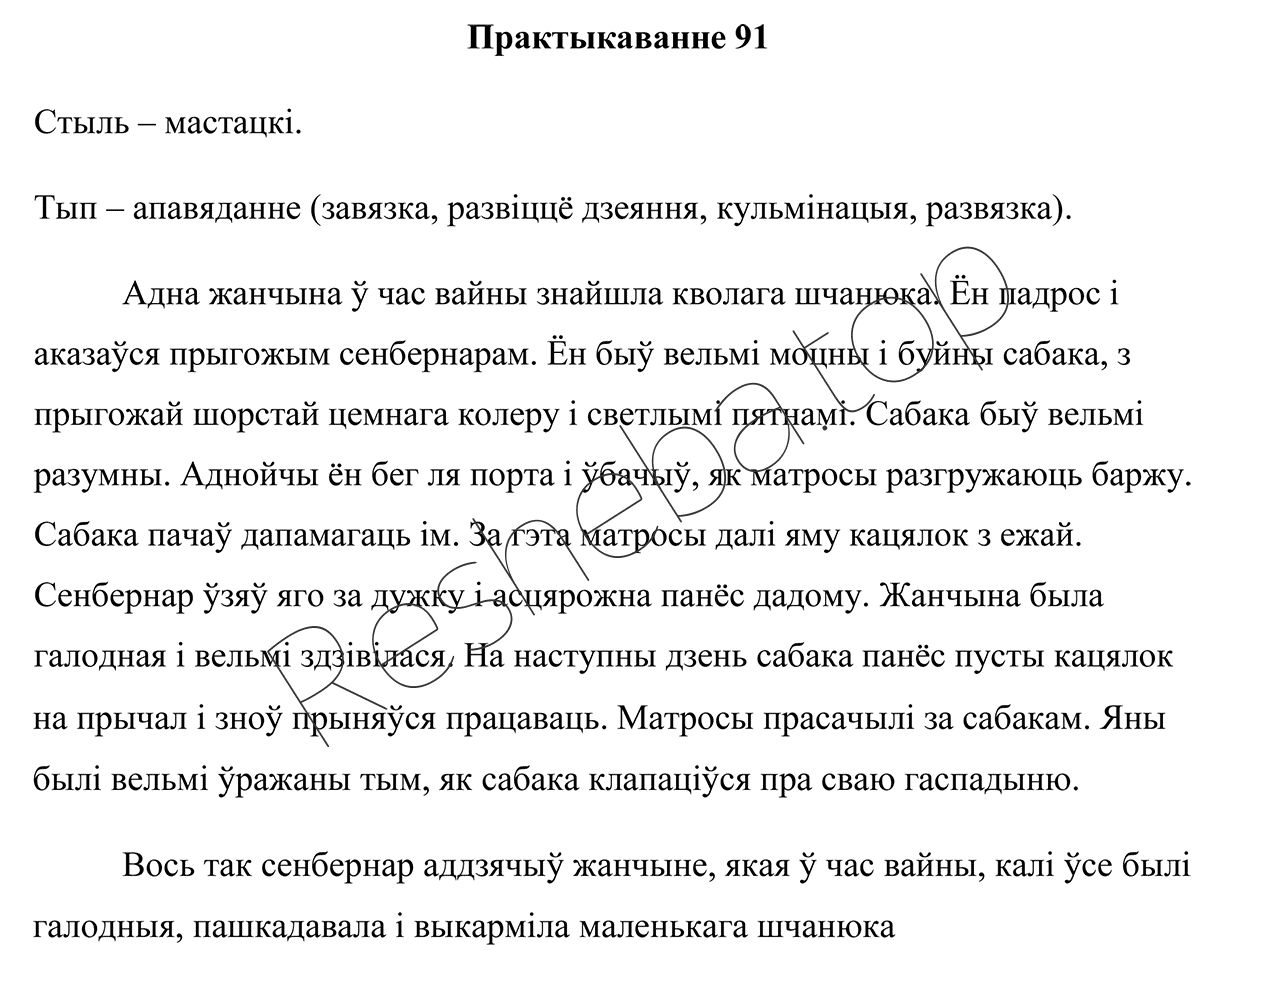 Практыкаванне 91
Стыль – мастацкі.
Тып – апавяданне (завязка, развіццё дзеяння, кульмінацыя, развязка).
Адна жанчына ў час вайны знайшла кволага шчанюка. Ён падрос і
аказаўся прыгожым сенбернарам. Ён быў вельмі моцны і буйны сабака, з
прыгожай шорстай цемнага колеру і светлымі пятнамі. Сабака быў вельмі
разумны. Аднойчы ён бег ля порта і ўбачыў, як матросы разгружаюць баржу.
Сабака пачаў дапамагаць ім. За гэта матросы далі яму кацялок з ежай.
Сенбернар ўзяў яго за дужку і асцярожна панёс дадому. Жанчына была
галодная і вельмі здзівілася. На наступны дзень сабака панёс пусты кацялок
на прычал і зноў прыняўся працаваць. Матросы прасачылі за сабакам. Яны
былі вельмі ўражаны тым, як сабака клапаціўся пра сваю гаспадыню.
Вось так сенбернар аддзячыў жанчыне, якая ў час вайны, калі ўсе былі
галодныя, пашкадавала і выкарміла маленькага шчанюка
Resheba.top